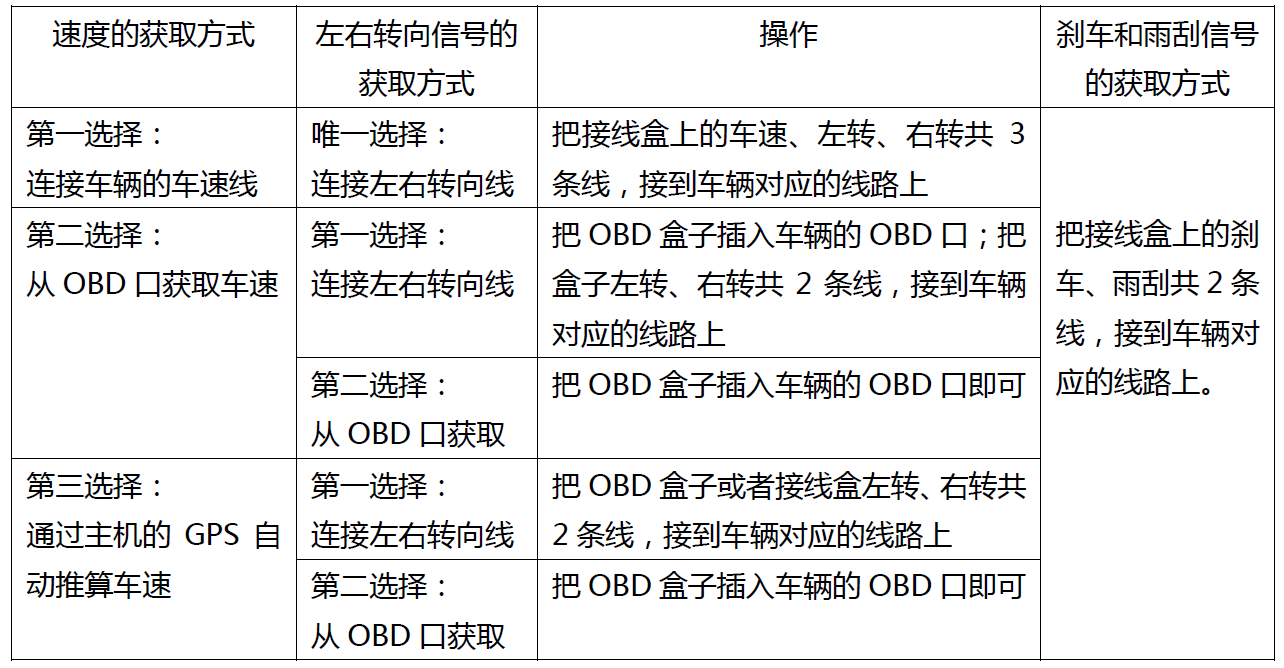 速度的获取方式
左右转向信号的
获取方式
操作
刹车和雨刮信号
的获取方式
第一选择：
连接车辆的车速线
唯一选择：
连接左右转向线
把接线盒上的车速、左转、右转共 3
条线，接到车辆对应的线路上
把接线盒上的刹
车、雨刮共 2 条
线，接到车辆对
应的线路上。
第二选择：
从 OBD 口获取车速
第一选择：
连接左右转向线
把 OBD 盒子插入车辆的 OBD 口；把
盒子左转、右转共 2 条线，接到车辆
对应的线路上
第二选择：
从 OBD 口获取
把 OBD 盒子插入车辆的 OBD 口即可
第三选择：
通过主机的 GPS 自
动推算车速
第一选择：
连接左右转向线
把 OBD 盒子或者接线盒左转、右转共
2 条线，接到车辆对应的线路上
第二选择：
从 OBD 口获取
把 OBD 盒子插入车辆的 OBD 口即可